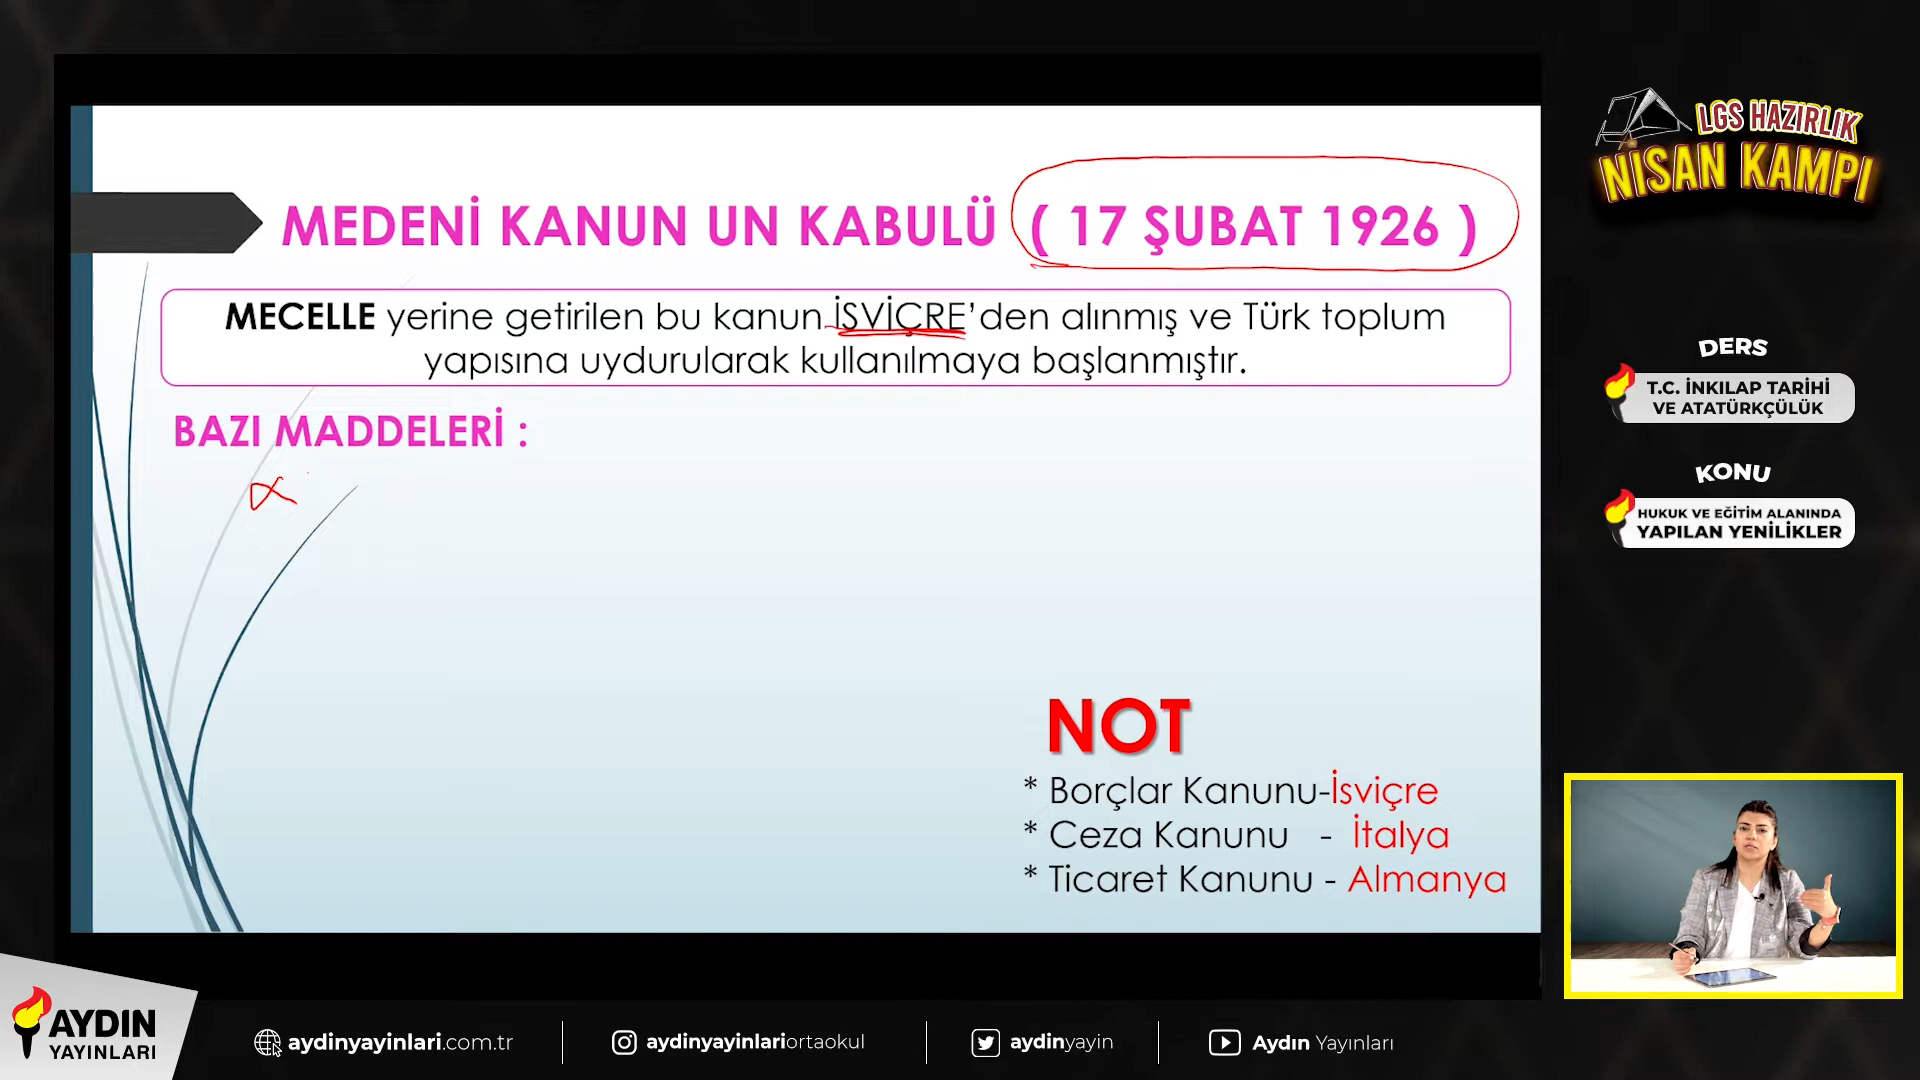 LGS HAZIRLIK
NİSAN KAMPI
MEDENİ KANUN UN KABULÜ ( 17 ŞUBAT 1926 )
MECELLE yerine getirilen bu kanun İSVİÇRE’den alınmış ve Türk toplum
yapısına uydurularak kullanılmaya başlanmıştır.
BAZI MADDELERİ :
NOT
* Borçlar Kanunu-İsviçre
* Ceza Kanunu - İtalya
* Ticaret Kanunu - Almanya
DERS
T.C. İNKILAP TARİHİ
VE ATATÜRKÇÜLÜK
KONU
HUKUK VE EĞİTİM ALANINDA
YAPILAN YENİLİKLER
AYDIN
YAYINLARI
aydinyayinlari.com.tr
aydinyayinlariortaokul
aydinyayin
Aydın Yayınları